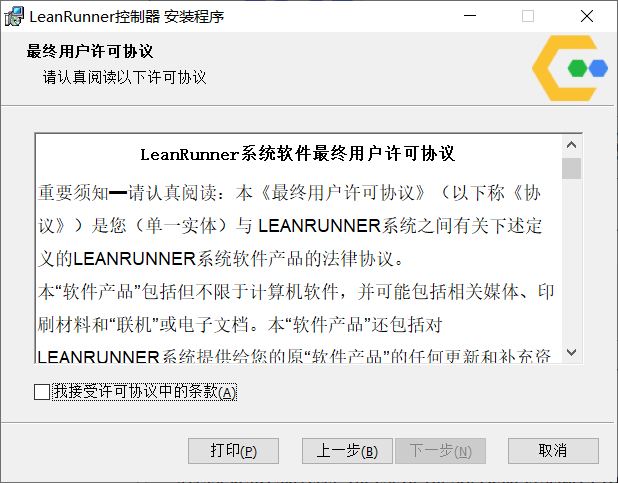 LeanRunner控制器 安装程序
最终用户许可协议
请认真阅读以下许可协议
LeanRunner系统软件最终用户许可协议
重要须知━请认真阅读：本《最终用户许可协议》（以下称《协
议》）是您（单一实体）与 LEANRUNNER系统之间有关下述定
义的LEANRUNNER系统软件产品的法律协议。
本“软件产品”包括但不限于计算机软件，并可能包括相关媒体、印
刷材料和“联机”或电子文档。本“软件产品”还包括对
LEANRUNNER系统提供给您的原“软件产品”的任何更新和补充资
我接受许可协议中的条款(A)
打印(P) 上一步(B) 下一步(N) 取消